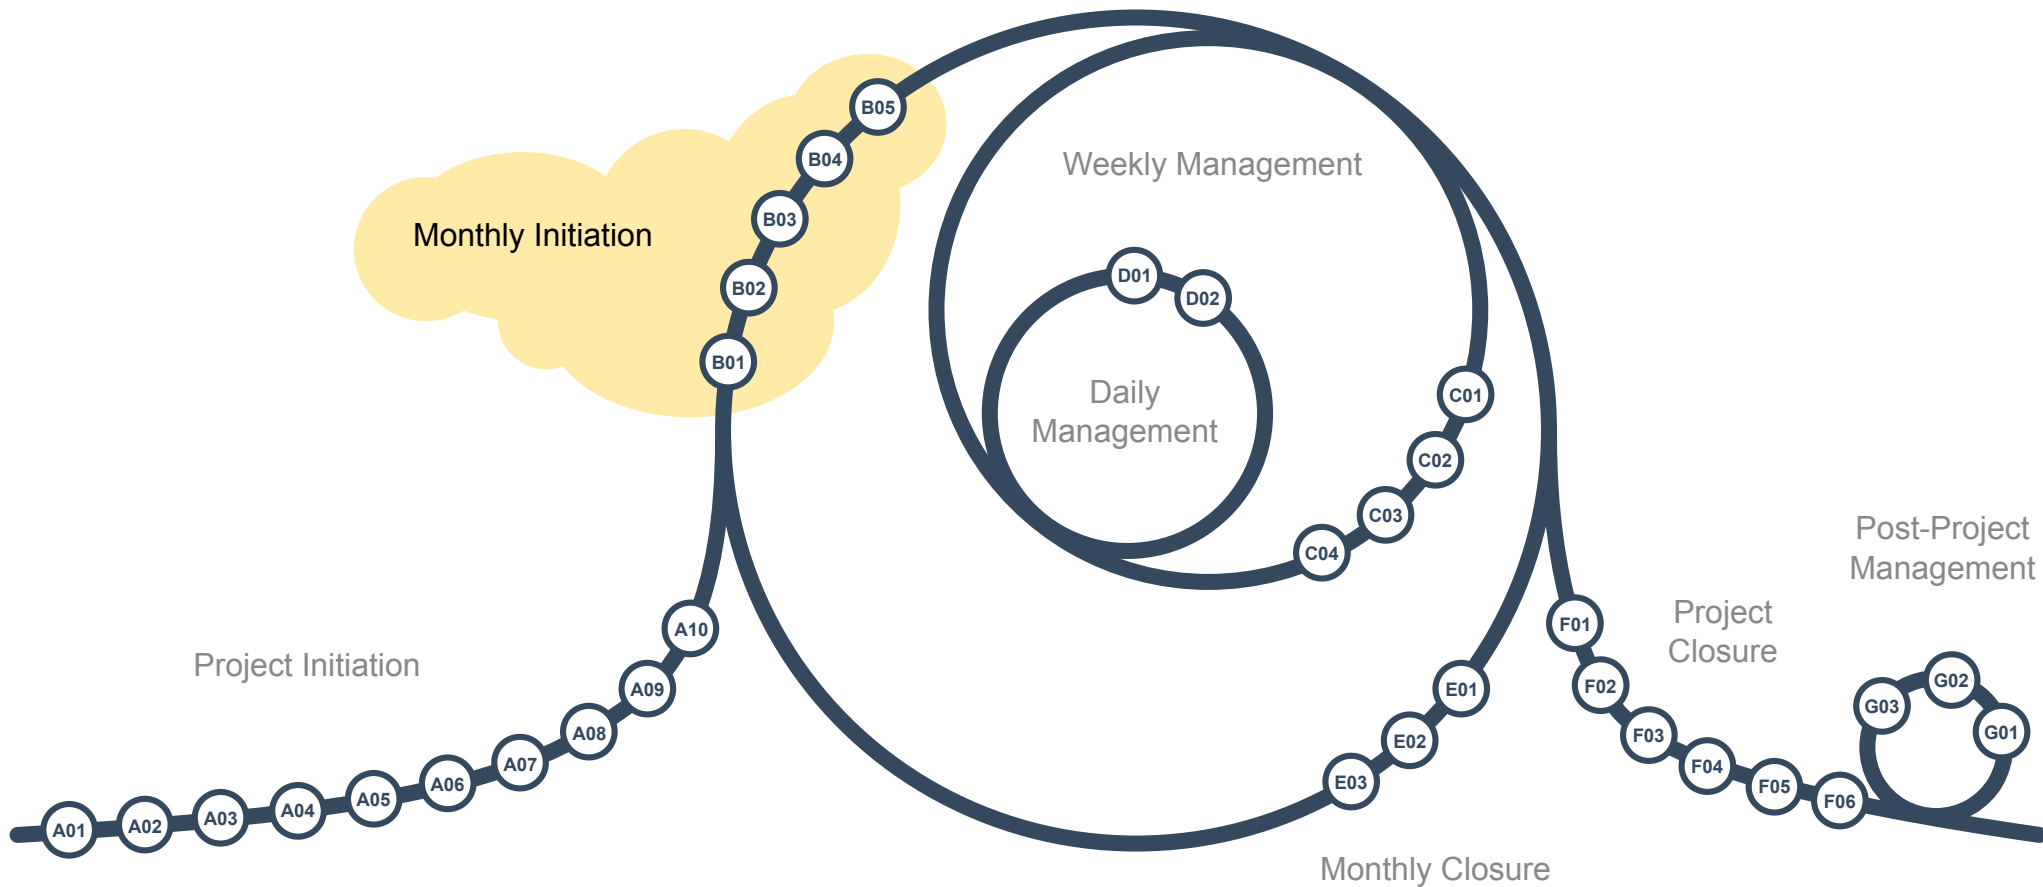 Project Initiation
A01
A02
A03
A04
A05
A06
A07
A08
A09
A10
Monthly Initiation
B01
B02
B03
B04
B05
Weekly Management
C01
C02
C03
C04
Daily
Management
D01
D02
Monthly Closure
E01
E02
E03
Project
Closure
F01
F02
F03
F04
F05
F06
Post-Project
Management
G01
G02
G03